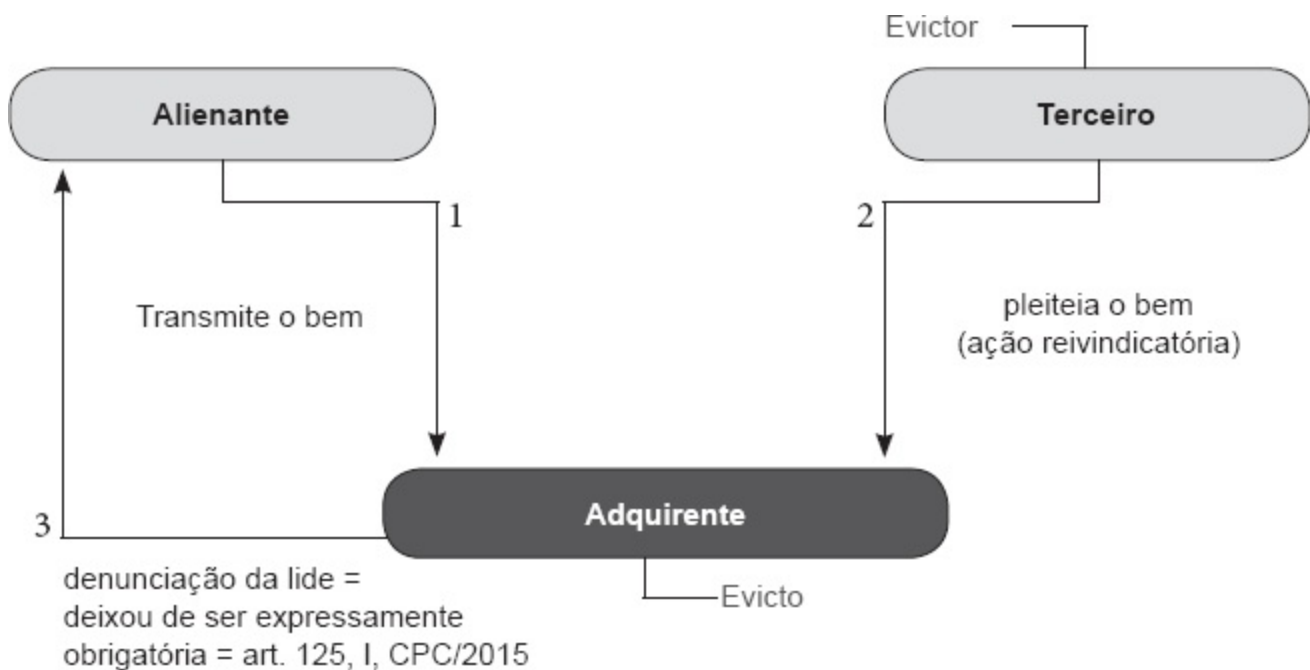 Evictor
Alienante
Terceiro
1
2
Transmite o bem
pleiteia o bem
(ação reivindicatória)
Adquirente
3
denunciação da lide =
deixou de ser expressamente
obrigatória = art. 125, I, CPC/2015
Evicto